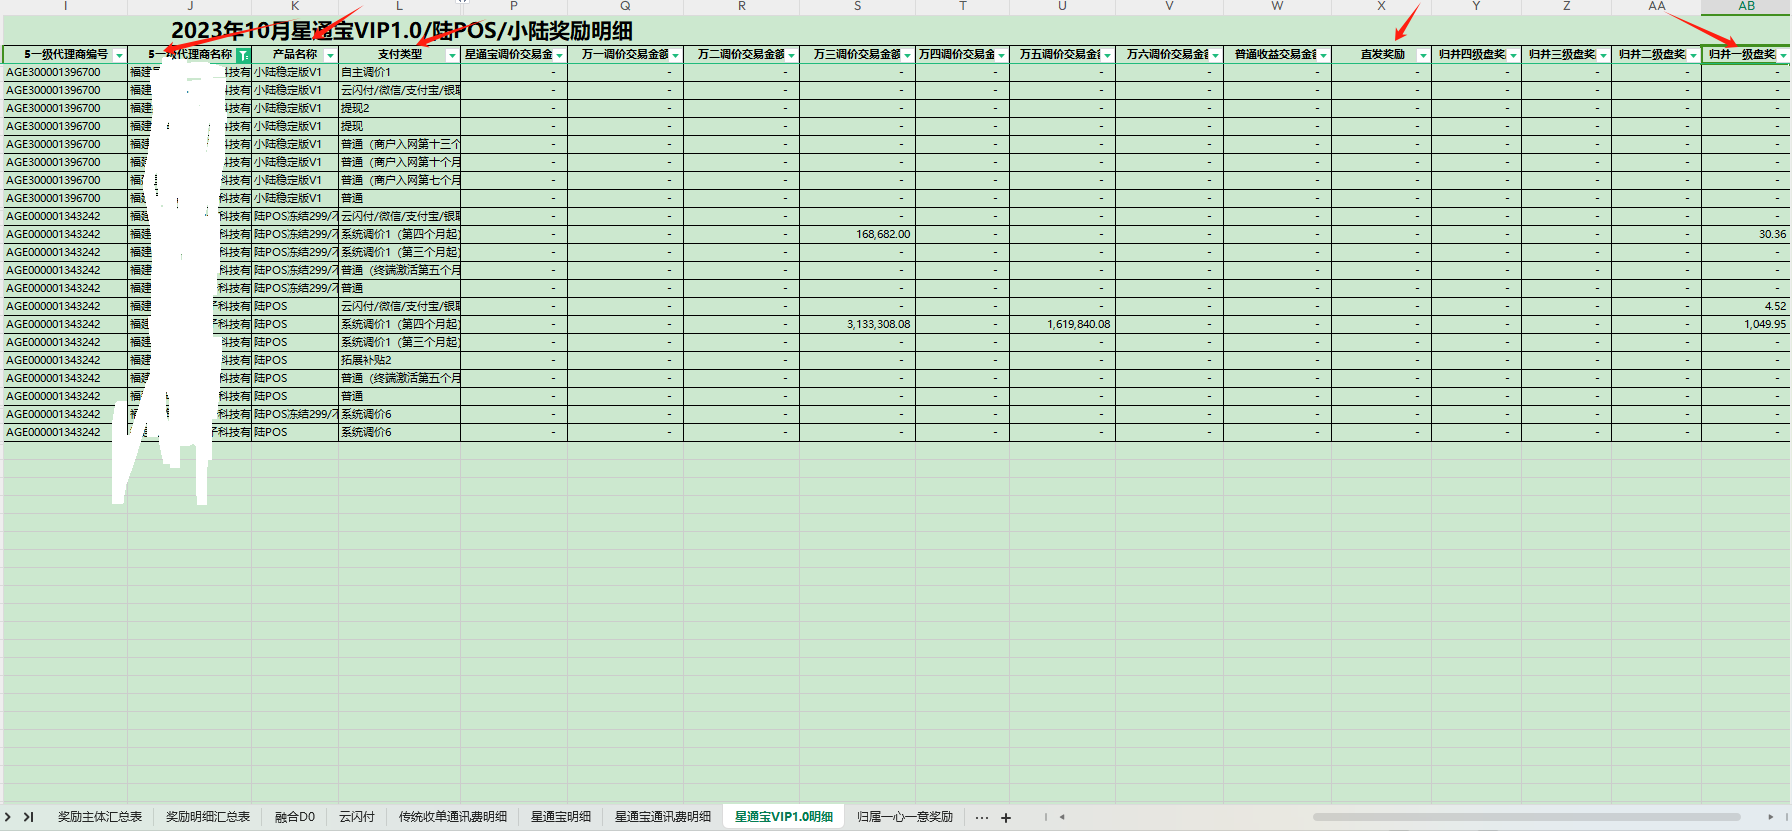 I J K L P Q R S T U V W X Y Z AA AB
2023年10月星通宝VIP1.0/陆POS/小陆奖励明细
5一级代理商编号 5一级代理商名称 产品名称 支付类型 星通宝调价交易金 万一调价交易金额 万二调价交易金额 万三调价交易金额 万四调价交易金 万五调价交易金 万六调价交易金 普通收益交易金 直发奖励 归并四级盘奖 归并三级盘奖 归并二级盘奖 归并一级盘奖
AGE300001396700 福建 科技有 小陆稳定版V1 自主调价1 - - - - - - - - - - - - -
AGE300001396700 福建 科技有 小陆稳定版V1 云闪付/微信/支付宝/银联 - - - - - - - - - - - - -
AGE300001396700 福建 科技有 小陆稳定版V1 提现2 - - - - - - - - - - - - -
AGE300001396700 福建 科技有 小陆稳定版V1 提现 - - - - - - - - - - - - -
AGE300001396700 福建 科技有 小陆稳定版V1 普通（商户入网第十三个 - - - - - - - - - - - - -
AGE300001396700 福建 科技有 小陆稳定版V1 普通（商户入网第十个月 - - - - - - - - - - - - -
AGE300001396700 福 科技有 小陆稳定版V1 普通（商户入网第七个月 - - - - - - - - - - - - -
AGE300001396700 福建 科技有 小陆稳定版V1 普通 - - - - - - - - - - - - -
AGE000001343242 福建 科技有 陆POS冻结299/不 云闪付/微信/支付宝/银联 - - - - - - - - - - - - -
AGE000001343242 福建 科技有 陆POS冻结299/不 系统调价1（第四个月起） - - - 168,682.00 - - - - - - - - 30.36
AGE000001343242 福建 科技有 陆POS冻结299/不 系统调价1（第三个月起） - - - - - - - - - - - - -
AGE000001343242 福建 科技有 陆POS冻结299/不 普通（终端激活第五个月 - - - - - - - - - - - - -
AGE000001343242 福建 科技有 陆POS冻结299/不 普通 - - - - - - - - - - - - -
AGE000001343242 福建 子科技有 陆POS 云闪付/微信/支付宝/银联 - - - - - - - - - - - - 4.52
AGE000001343242 福建 子科技有 陆POS 系统调价1（第四个月起） - - - 3,133,308.08 - 1,619,840.08 - - - - - - 1,049.95
AGE000001343242 福建 科技有 陆POS 系统调价1（第三个月起） - - - - - - - - - - - - -
AGE000001343242 福建 科技有 陆POS 拓展补贴2 - - - - - - - - - - - - -
AGE000001343242 福建 科技有 陆POS 普通（终端激活第五个月 - - - - - - - - - - - - -
AGE000001343242 福 科技有 陆POS 普通 - - - - - - - - - - - - -
AGE000001343242 福 科技有 陆POS冻结299/不 系统调价6 - - - - - - - - - - - - -
AGE000001343242 子科技有 陆POS 系统调价6 - - - - - - - - - - - - -
奖励主体汇总表 奖励明细汇总表 融合D0 云闪付 传统收单通讯费明细 星通宝明细 星通宝通讯费明细 星通宝VIP1.0明细 归属一心一意奖励 ··· +